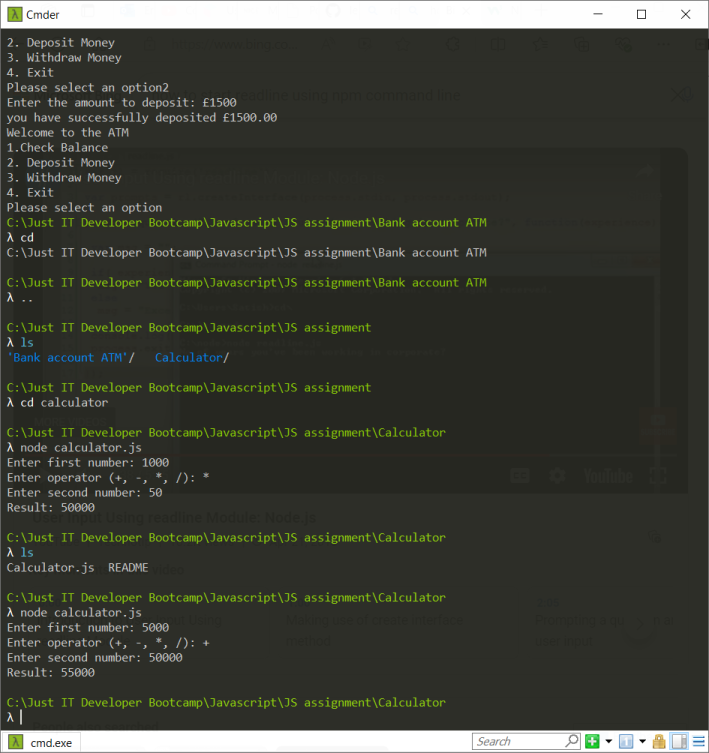 Cmder
2. Deposit Money
3. Withdraw Money
4. Exit
Please select an option2
Enter the amount to deposit: £1500
you have successfully deposited £1500.00
Welcome to the ATM
1.Check Balance
2. Deposit Money
3. Withdraw Money
4. Exit
Please select an option
C:\Just IT Developer Bootcamp\Javascript\JS assignment\Bank account ATM
λ cd
C:\Just IT Developer Bootcamp\Javascript\JS assignment\Bank account ATM
C:\Just IT Developer Bootcamp\Javascript\JS assignment\Bank account ATM
λ ..
C:\Just IT Developer Bootcamp\Javascript\JS assignment
λ ls
'Bank account ATM'/   Calculator/
C:\Just IT Developer Bootcamp\Javascript\JS assignment
λ cd calculator
C:\Just IT Developer Bootcamp\Javascript\JS assignment\Calculator
λ node calculator.js
Enter first number: 1000
Enter operator (+, -, *, /): *
Enter second number: 50
Result: 50000
YouTube
User Input Using readline Module: Node.js
C:\Just IT Developer Bootcamp\Javascript\JS assignment\Calculator
λ ls
Calculator.js  README
C:\Just IT Developer Bootcamp\Javascript\JS assignment\Calculator
λ node calculator.js
Enter first number: 5000
Enter operator (+, -, *, /): +
Enter second number: 50000
Result: 55000
C:\Just IT Developer Bootcamp\Javascript\JS assignment\Calculator
λ
cmd.exe
Search